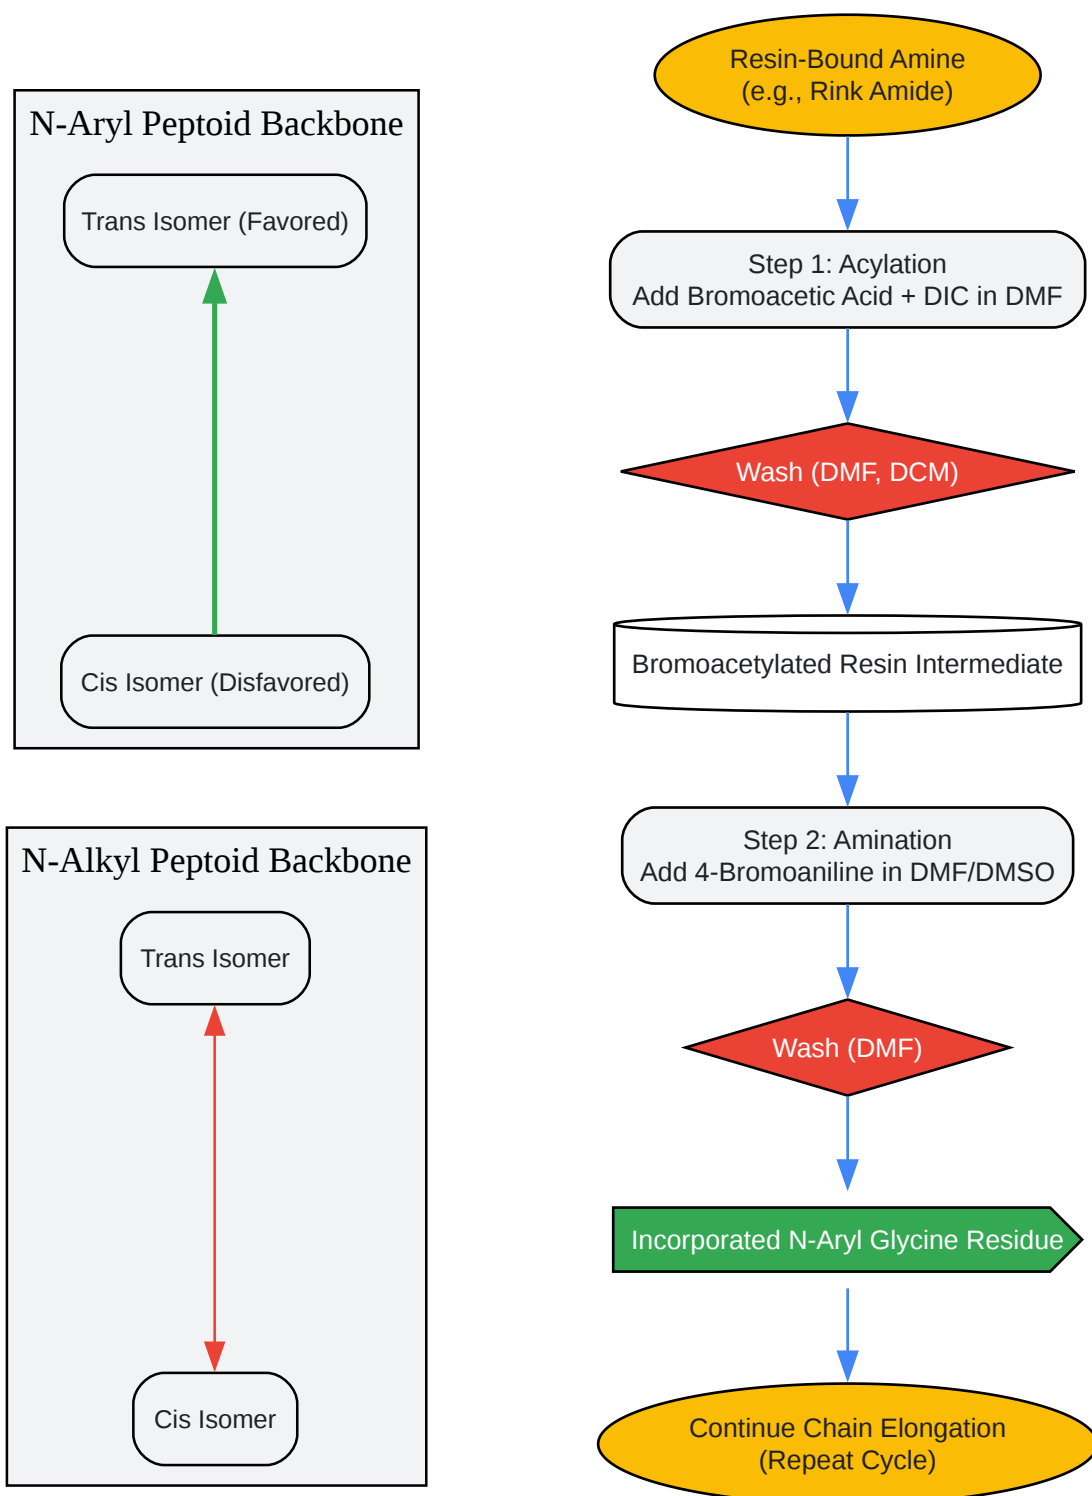 N-Aryl Peptoid Backbone
Trans Isomer (Favored)
Cis Isomer (Disfavored)
N-Alkyl Peptoid Backbone
Trans Isomer
Cis Isomer
Resin-Bound Amine
(e.g., Rink Amide)
Step 1: Acylation
Add Bromoacetic Acid + DIC in DMF
Wash (DMF, DCM)
Bromoacetylated Resin Intermediate
Step 2: Amination
Add 4-Bromoaniline in DMF/DMSO
Wash (DMF)
Incorporated N-Aryl Glycine Residue
Continue Chain Elongation
(Repeat Cycle)